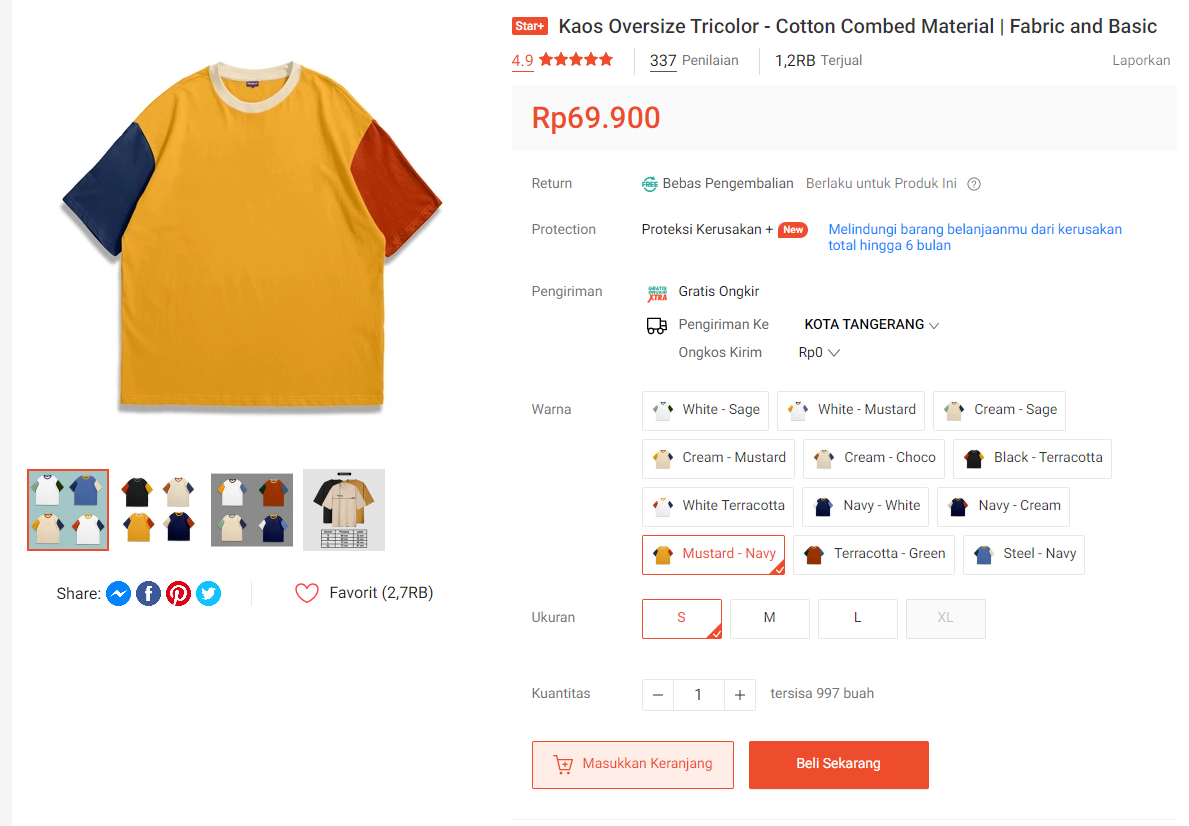 Star+ Kaos Oversize Tricolor - Cotton Combed Material | Fabric and Basic
4.9 337 Penilaian 1,2RB Terjual Laporkan
Rp69.900
Return FREE Bebas Pengembalian Berlaku untuk Produk Ini ?
Protection Proteksi Kerusakan + New Melindungi barang belanjaanmu dari kerusakan
total hingga 6 bulan
Pengiriman GRATIS ONGKIR XTRA Gratis Ongkir
Pengiriman Ke KOTA TANGERANG
Ongkos Kirim Rp0
Warna White - Sage White - Mustard Cream - Sage
Cream - Mustard Cream - Choco Black - Terracotta
White Terracotta Navy - White Navy - Cream
Mustard - Navy Terracotta - Green Steel - Navy
Ukuran S M L XL
Kuantitas 1 tersisa 997 buah
Masukkan Keranjang Beli Sekarang
Share: Favorit (2,7RB)